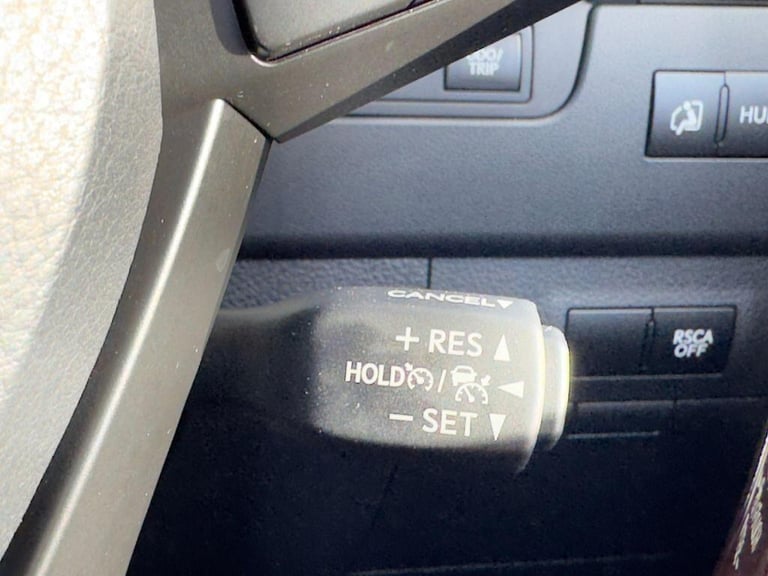 ODO/
TRIP
HU
CANCEL
+ RES
HOLD /
− SET
RSCA
OFF